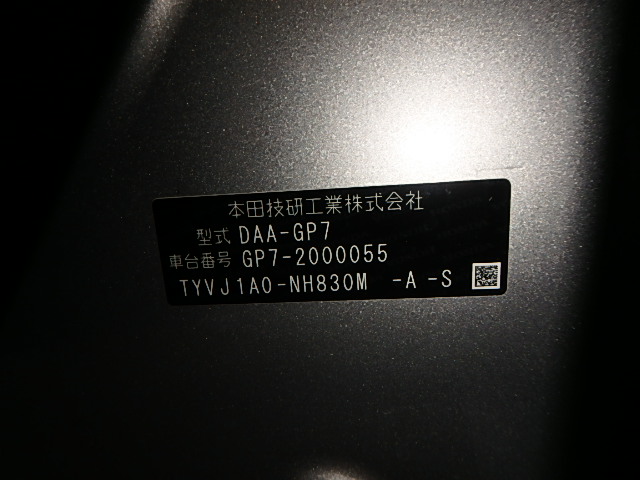 本田技研工業株式会社
型式 DAA-GP7
車台番号 GP7-2000055
TYVJ1A0-NH830M -A -S